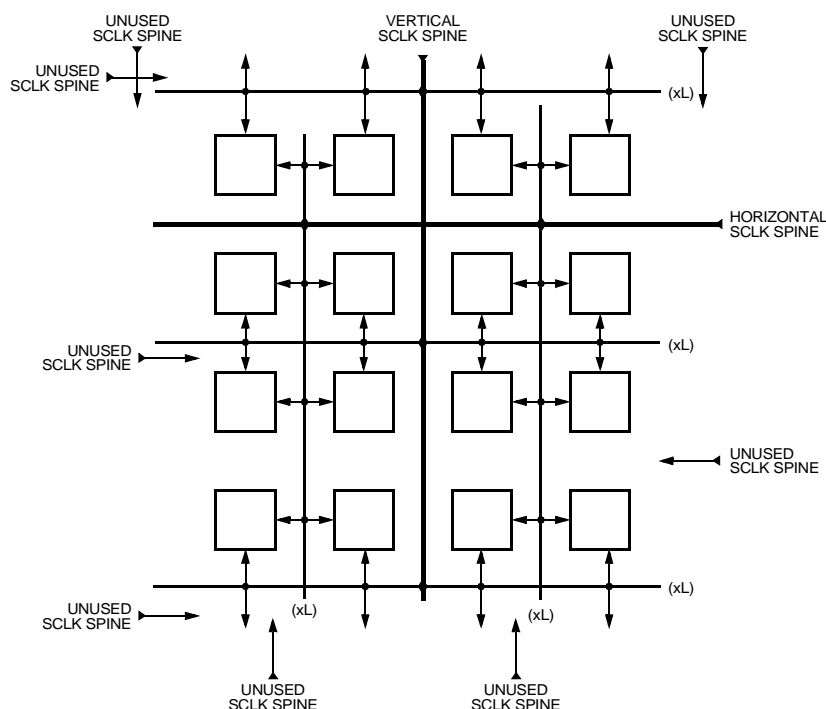 UNUSED
SCLK SPINE
VERTICAL
SCLK SPINE
UNUSED
SCLK SPINE
UNUSED
SCLK SPINE
(xL)
HORIZONTAL
SCLK SPINE
UNUSED
SCLK SPINE
(xL)
UNUSED
SCLK SPINE
(xL)
UNUSED
SCLK SPINE
(xL)
(xL)
UNUSED
SCLK SPINE
UNUSED
SCLK SPINE